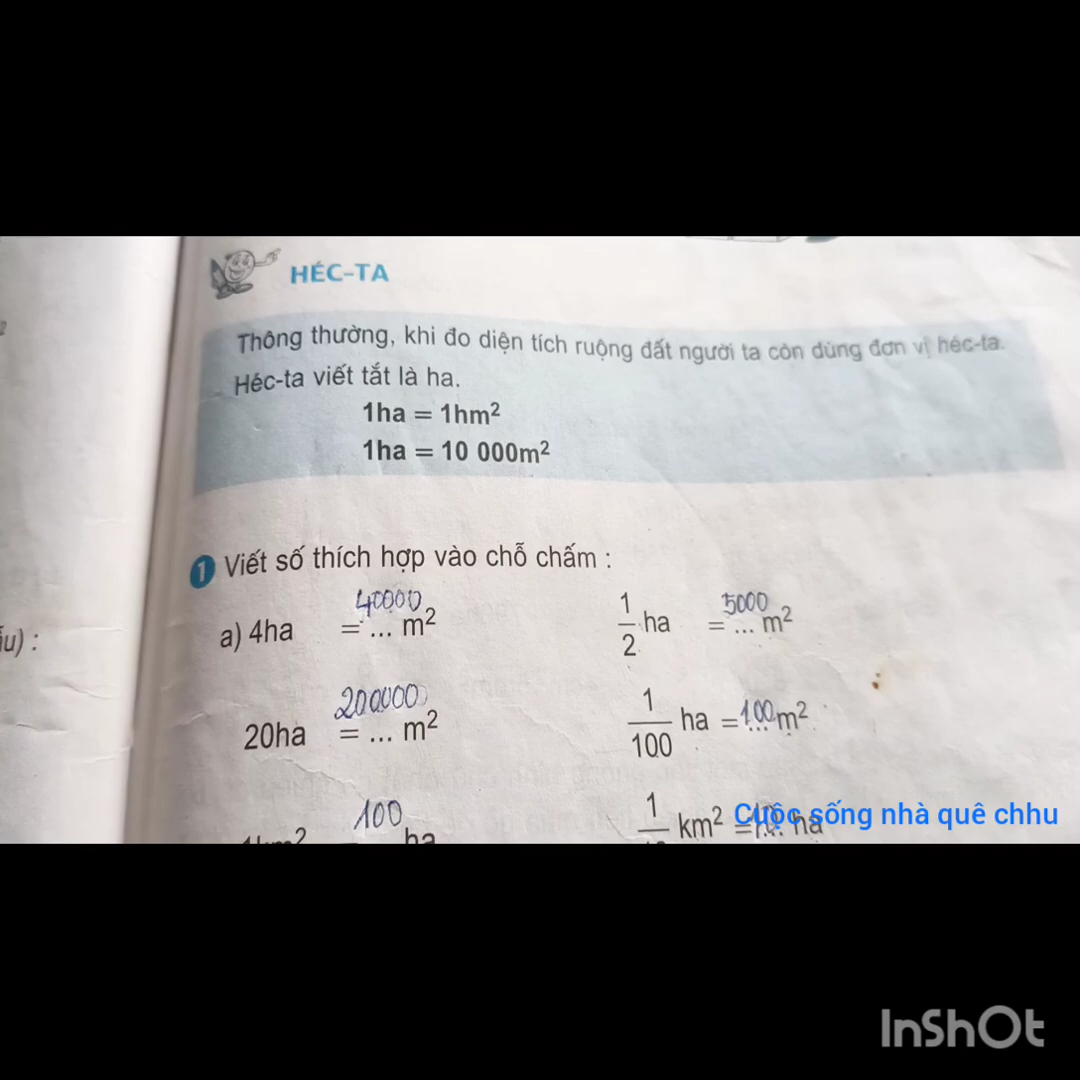 HÉC-TA
Thông thường, khi đo diện tích ruộng đất người ta còn dùng đơn vị héc-ta.
Héc-ta viết tắt là ha.
1ha = 1hm²
1ha = 10 000m²
1 Viết số thích hợp vào chỗ chấm :
a) 4ha = ... m² 40000
1/2 ha = ... m² 5000
20ha = ... m² 200000
1/100 ha = 100 m²
100 ha
km² = ha
Cuộc sống nhà quê chhu
InShOt